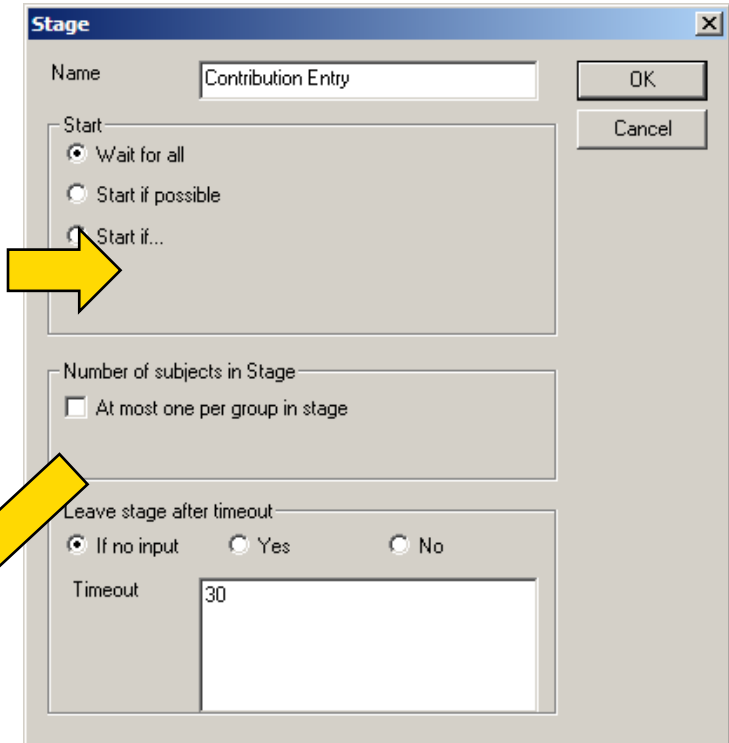 Stage
Name Contribution Entry OK
Start Cancel
Wait for all
Start if possible
Start if...
Number of subjects in Stage
At most one per group in stage
Leave stage after timeout
If no input Yes No
Timeout 30